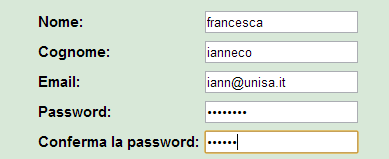 Nome: francesca
Cognome: ianneco
Email: iann@unisa.it
Password: ••••••••
Conferma la password: ••••••